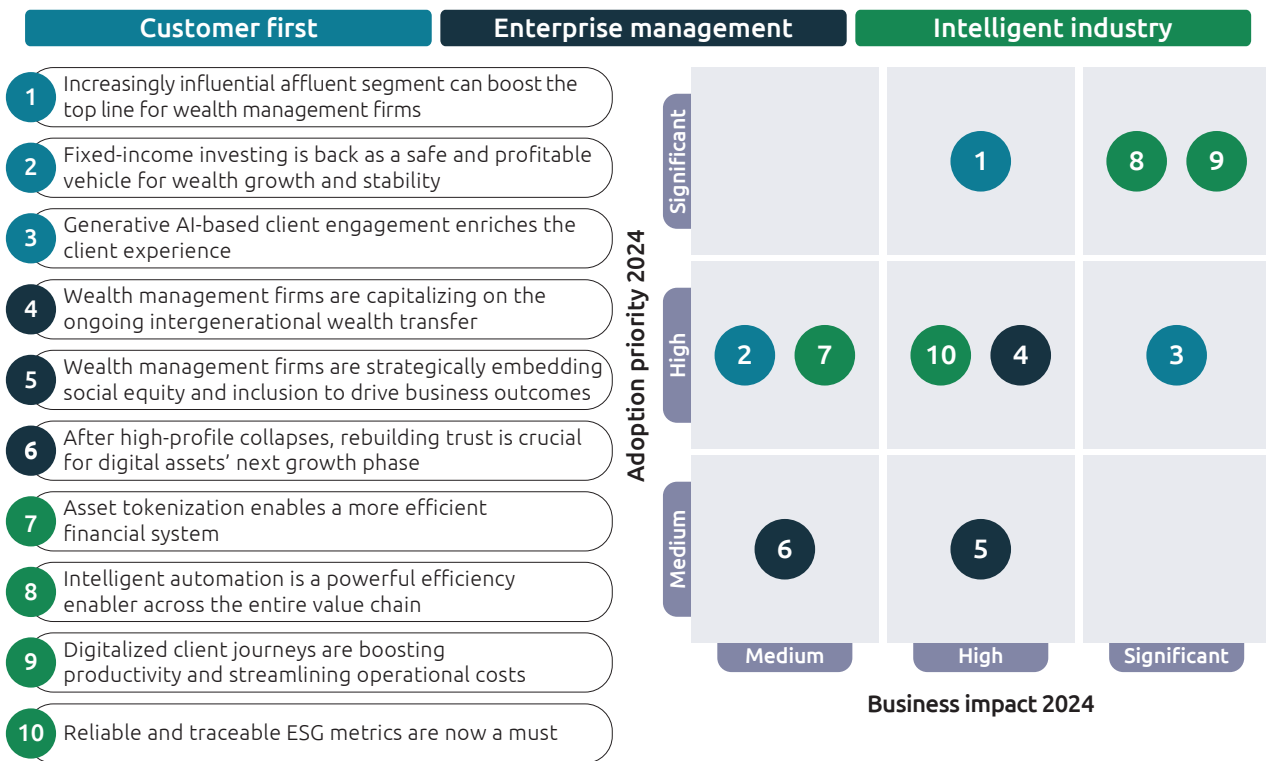 Customer first
Enterprise management
Intelligent industry
1
Increasingly influential affluent segment can boost the
top line for wealth management firms
2
Fixed-income investing is back as a safe and profitable
vehicle for wealth growth and stability
3
Generative AI-based client engagement enriches the
client experience
4
Wealth management firms are capitalizing on the
ongoing intergenerational wealth transfer
5
Wealth management firms are strategically embedding
social equity and inclusion to drive business outcomes
6
After high-profile collapses, rebuilding trust is crucial
for digital assets’ next growth phase
7
Asset tokenization enables a more efficient
financial system
8
Intelligent automation is a powerful efficiency
enabler across the entire value chain
9
Digitalized client journeys are boosting
productivity and streamlining operational costs
10
Reliable and traceable ESG metrics are now a must
Adoption priority 2024
Significant
1
8
9
High
2
7
10
4
3
Medium
6
5
Medium
High
Significant
Business impact 2024